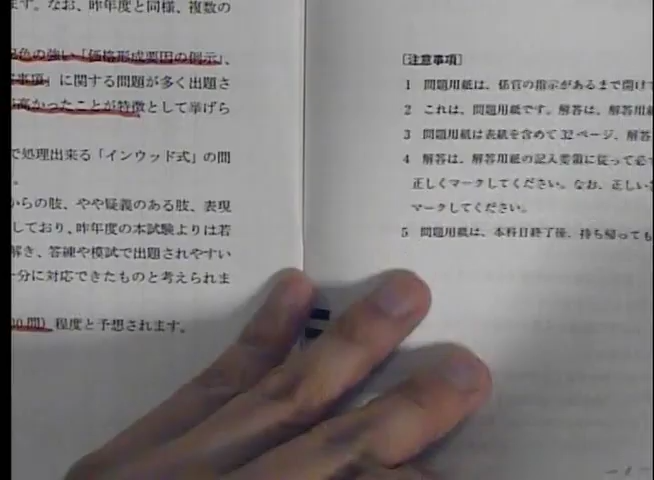 ます。なお、昨年度と同様、複数の
色の強い「価格形成要因の例示」、
事項」に関する問題が多く出題さ
高かったことが特徴として挙げら
で処理出来る「インウッド式」の問
。
からの肢、やや疑義のある肢、表現
しており、昨年度の本試験よりは若
解き、答練や模試で出題されやすい
分に対応できたものと考えられま
30問）程度と予想されます。
［注意事項］
1 問題用紙は、係官の指示があるまで開け
2 これは、問題用紙です。解答は、解答用
3 問題用紙は表紙を含めて32ページ、解答
4 解答は、解答用紙の記入要領に従って必
正しくマークしてください。なお、正しい
マークしてください。
5 問題用紙は、本科目終了後、持ち帰っても